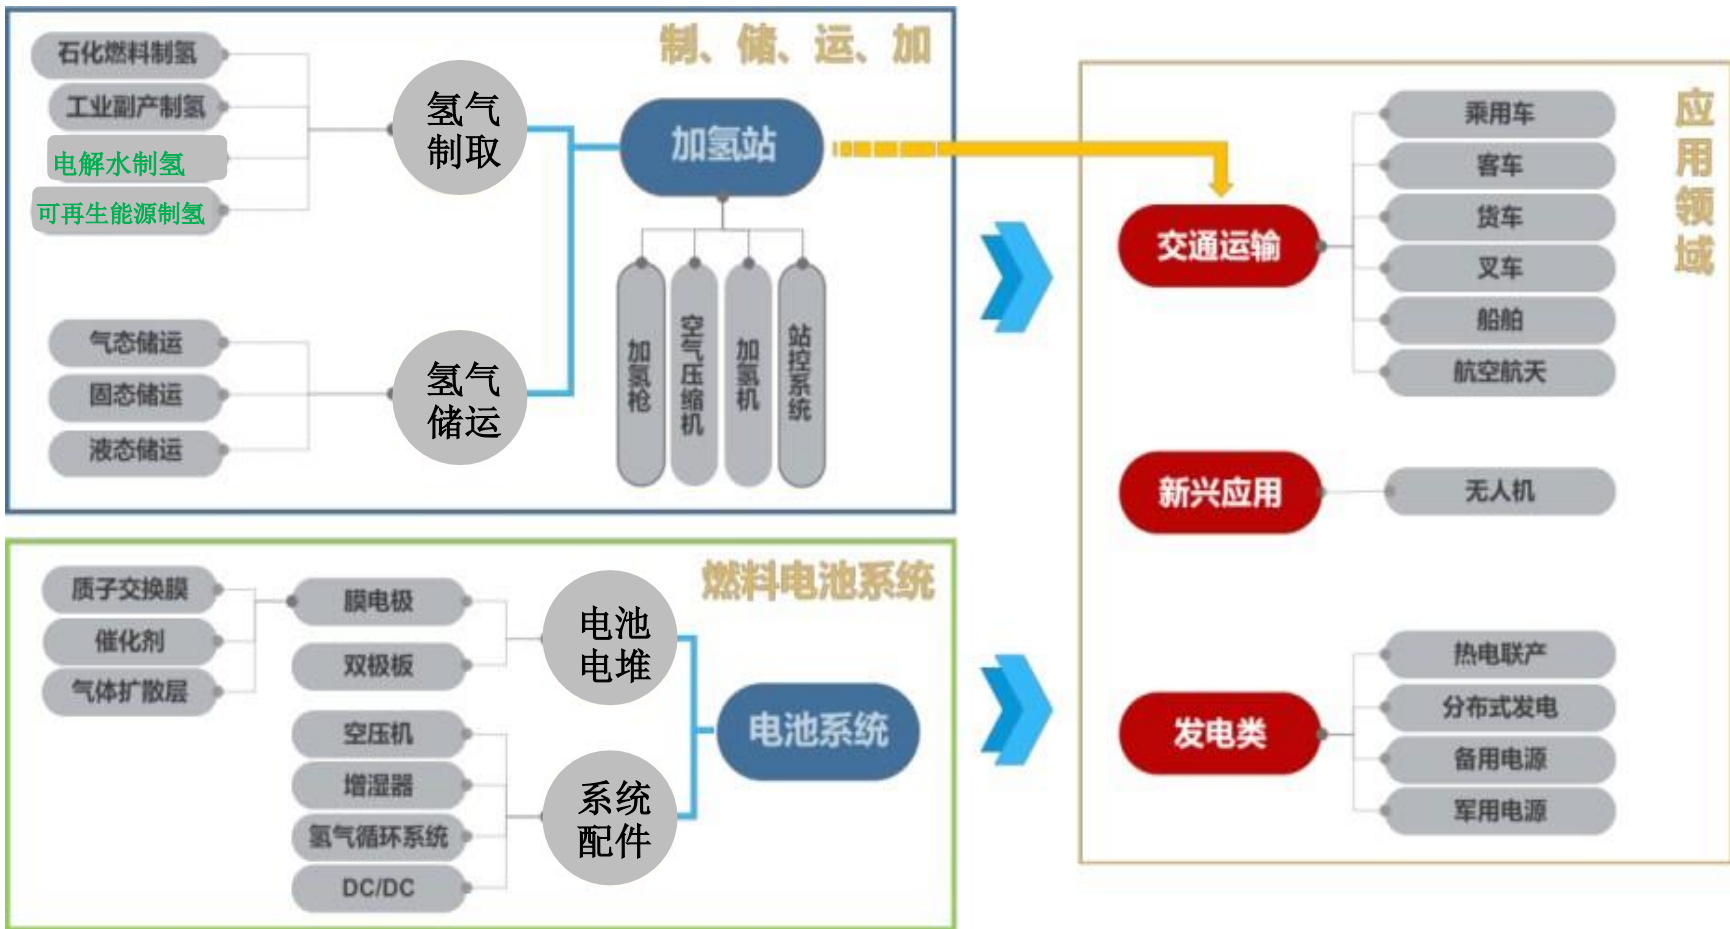 制、储、运、加
石化燃料制氢
工业副产制氢
电解水制氢
可再生能源制氢
氢气
制取
气态储运
固态储运
液态储运
氢气
储运
加氢站
加氢枪
空气压缩机
加氢机
站控系统
燃料电池系统
质子交换膜
催化剂
气体扩散层
膜电极
双极板
电池
电堆
空压机
增湿器
氢气循环系统
DC/DC
系统
配件
电池系统
应用领域
交通运输
乘用车
客车
货车
叉车
船舶
航空航天
新兴应用
无人机
发电类
热电联产
分布式发电
备用电源
军用电源